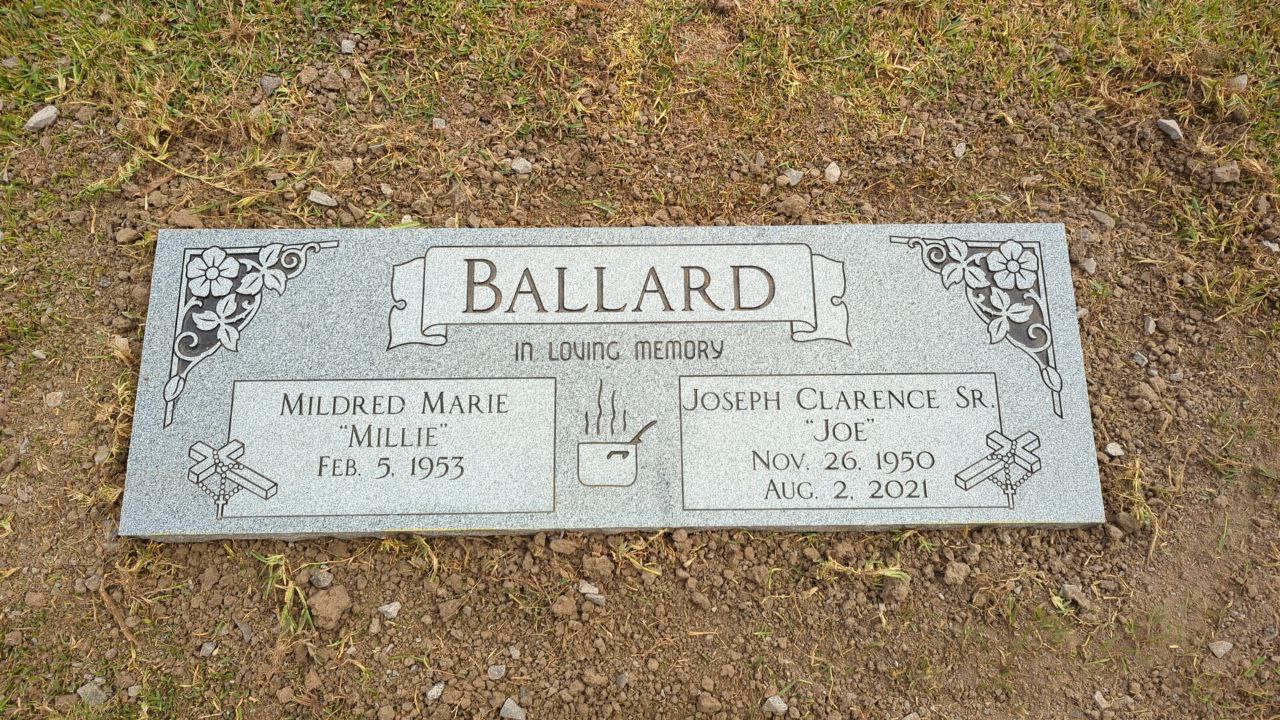 BALLARD
IN LOVING MEMORY
MILDRED MARIE
"MILLIE"
FEB. 5, 1953
JOSEPH CLARENCE SR.
"JOE"
NOV. 26, 1950
AUG. 2, 2021